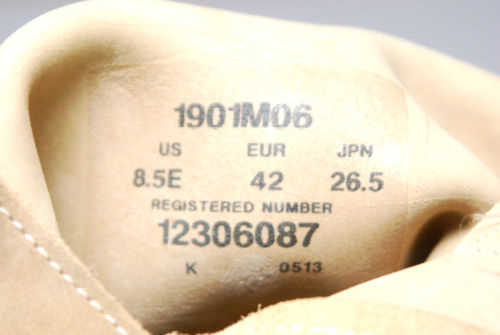 1901M06
US EUR JPN
8.5E 42 26.5
REGISTERED NUMBER
12306087
K 0513